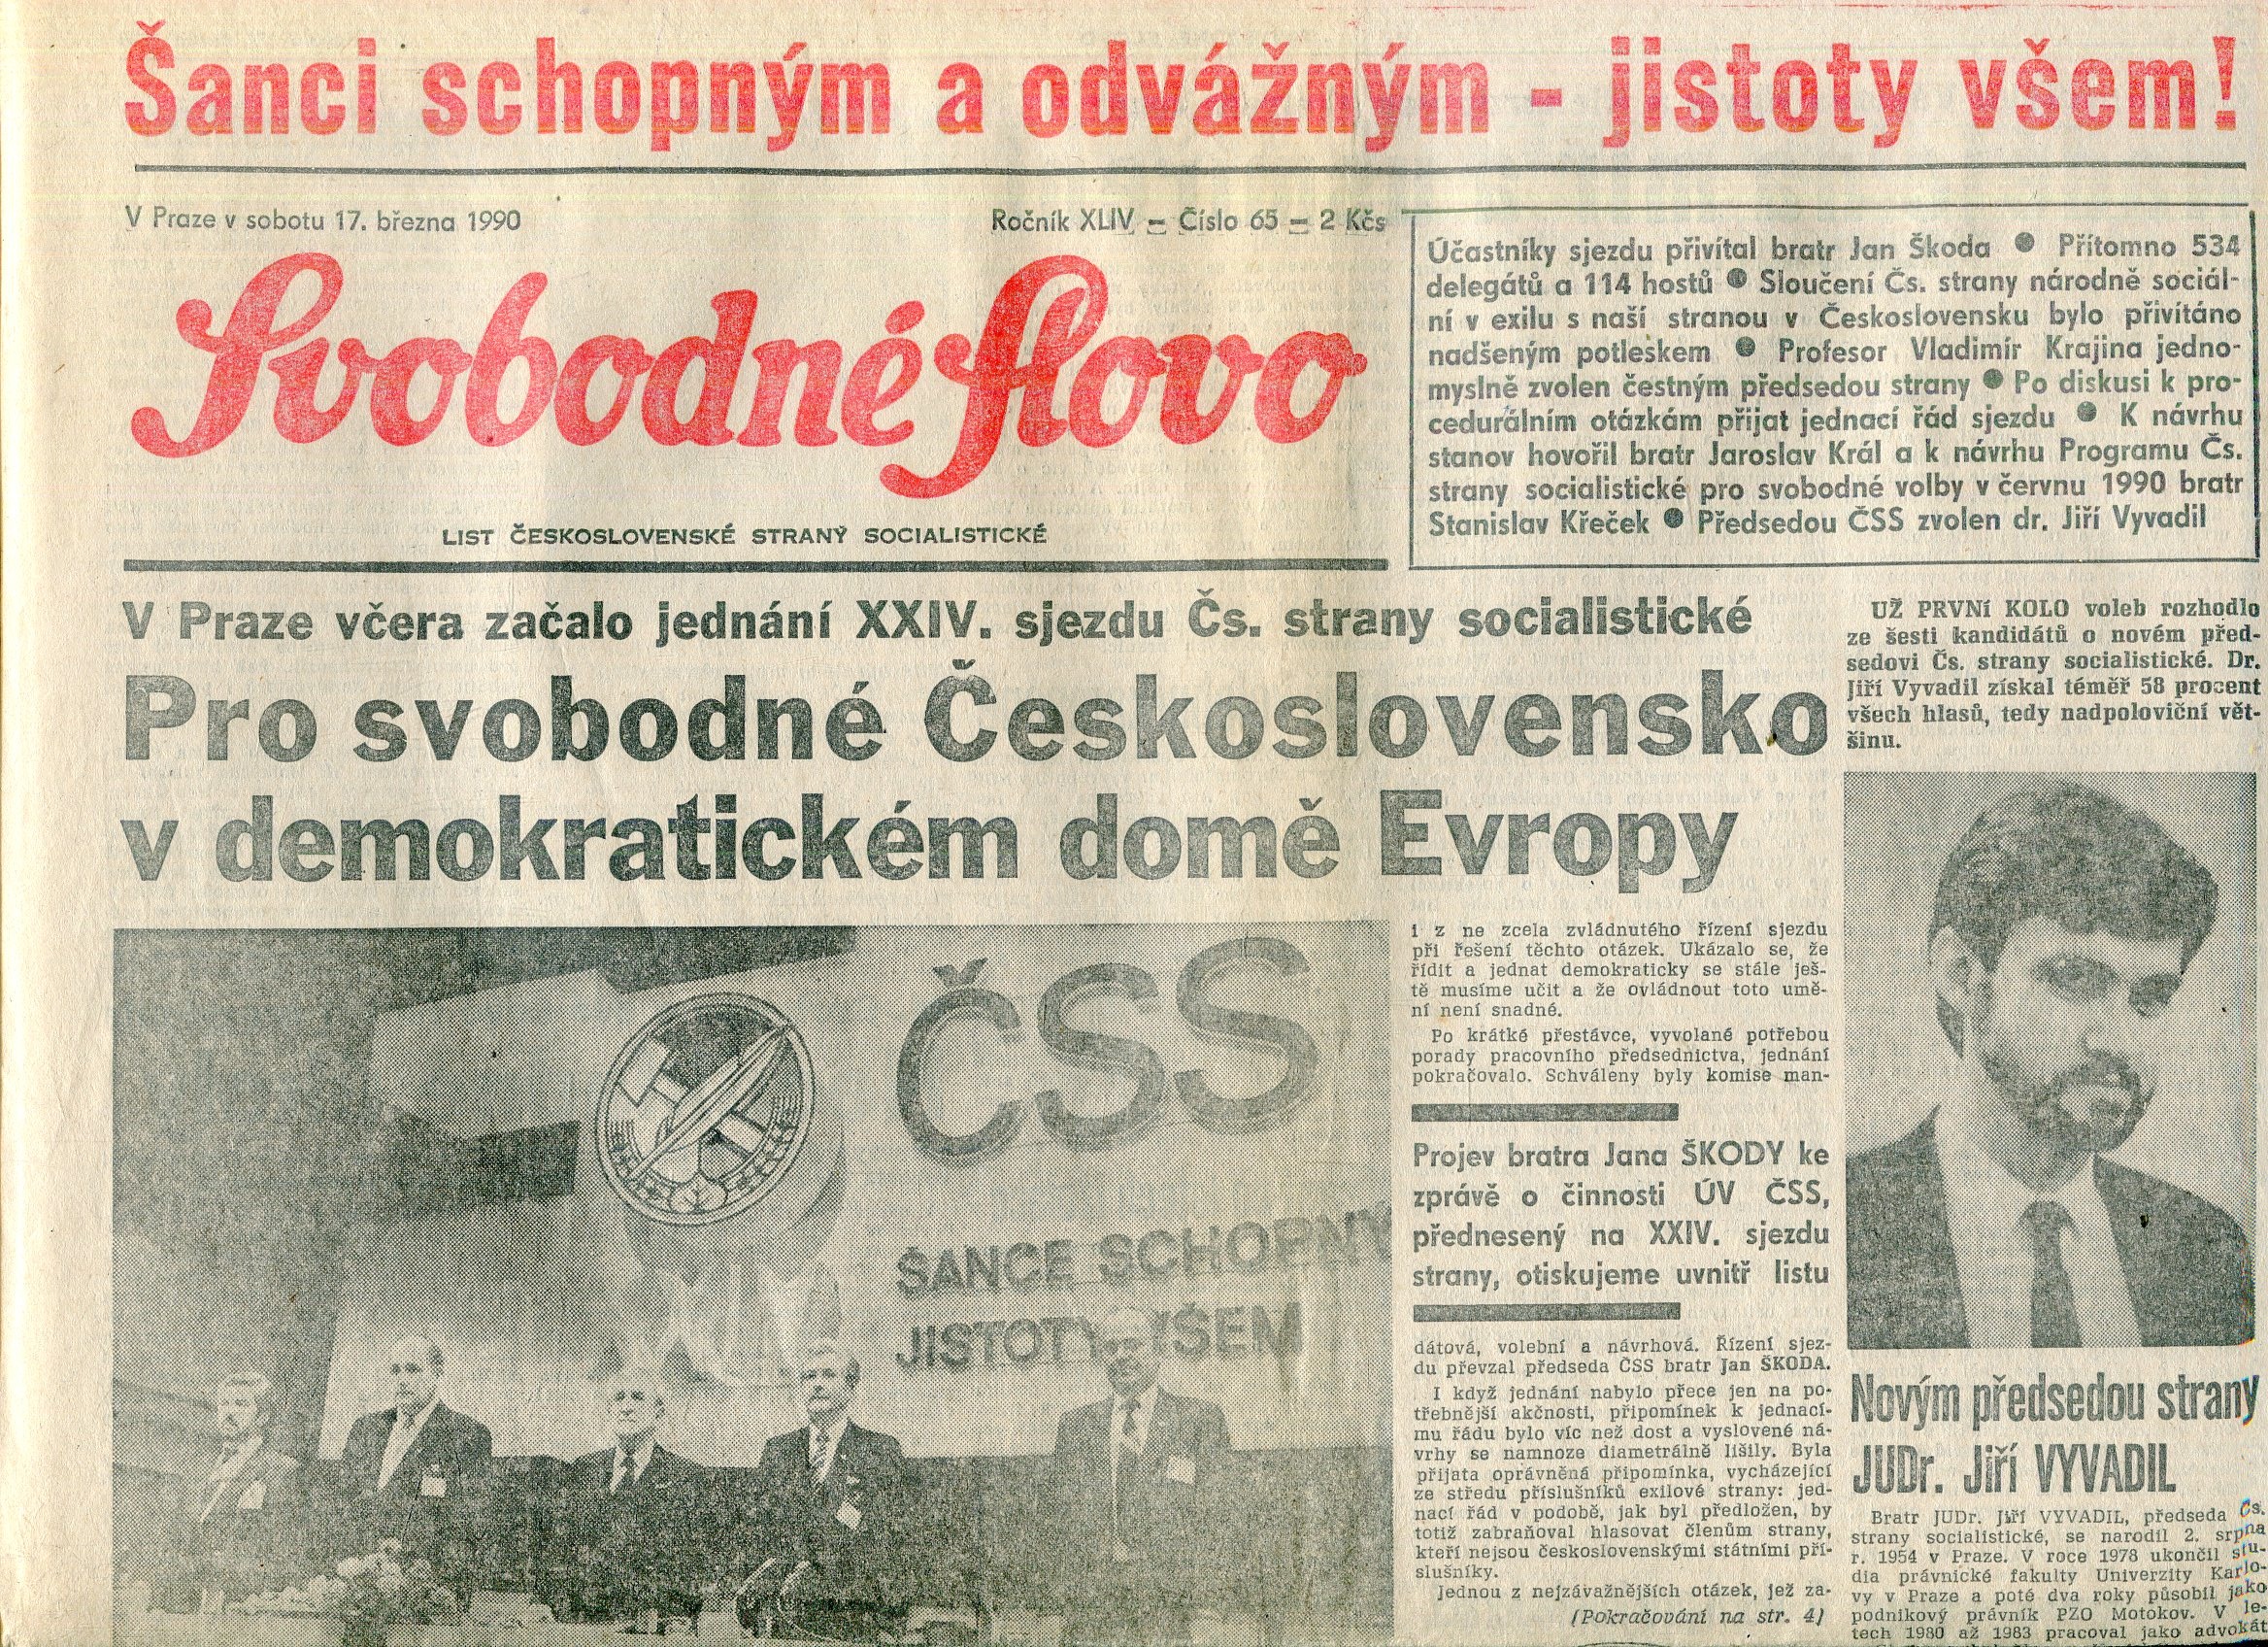 Šanci schopným a odvážným - jistoty všem!
V Praze v sobotu 17. března 1990
Ročník XLIV – Číslo 65 – 2 Kčs
Svobodné slovo
LIST ČESKOSLOVENSKÉ STRANY SOCIALISTICKÉ
Účastníky sjezdu přivítal bratr Jan Škoda ● Přítomno 534
delegátů a 114 hostů ● Sloučení Čs. strany národně sociál-
ní v exilu s naší stranou v Československu bylo přivítáno
nadšeným potleskem ● Profesor Vladimír Krajina jedno-
myslně zvolen čestným předsedou strany ● Po diskusi k pro-
cedurálním otázkám přijat jednací řád sjezdu ● K návrhu
stanov hovořil bratr Jaroslav Král a k návrhu Programu Čs.
strany socialistické pro svobodné volby v červnu 1990 bratr
Stanislav Křeček ● Předsedou ČSS zvolen dr. Jiří Vyvadil
V Praze včera začalo jednání XXIV. sjezdu Čs. strany socialistické
Pro svobodné Československo
v demokratickém domě Evropy
ČSS
ŠANCE SCHOPNÝ
JISTOTY VŠEM
i z ne zcela zvládnutého řízení sjezdu
při řešení těchto otázek. Ukázalo se, že
řídit a jednat demokraticky se stále ješ-
tě musíme učit a že ovládnout toto umě-
ní není snadné.
Po krátké přestávce, vyvolané potřebou
porady pracovního předsednictva, jednání
pokračovalo. Schváleny byly komise man-
Projev bratra Jana ŠKODY ke
zprávě o činnosti ÚV ČSS,
přednesený na XXIV. sjezdu
strany, otiskujeme uvnitř listu
dátová, volební a návrhová. Řízení sjez-
du převzal předseda ČSS bratr Jan ŠKODA.
I když jednání nabylo přece jen na po-
třebnější akčnosti, připomínek k jednací-
mu řádu bylo víc než dost a vyslovené ná-
vrhy se namnoze diametrálně lišily. Byla
přijata oprávněná připomínka, vycházející
ze středu příslušníků exilové strany: jed-
nací řád v podobě, jak byl předložen, by
totiž zabraňoval hlasovat členům strany,
kteří nejsou československými státními pří-
slušníky.
Jednou z nejzávažnějších otázek, jež za-
(Pokračování na str. 4)
UŽ PRVNÍ KOLO voleb rozhodlo
ze šesti kandidátů o novém před-
sedovi Čs. strany socialistické. Dr.
Jiří Vyvadil získal téměř 58 procent
všech hlasů, tedy nadpoloviční vět-
šinu.
Novým předsedou strany
JUDr. Jiří VYVADIL
Bratr JUDr. Jiří VYVADIL, předseda Čs.
strany socialistické, se narodil 2. srpna
r. 1954 v Praze. V roce 1978 ukončil stu-
dia právnické fakulty Univerzity Karlo-
vy v Praze a poté dva roky působil jako
podnikový právník PZO Motokov. V le-
tech 1980 až 1983 pracoval jako advokát